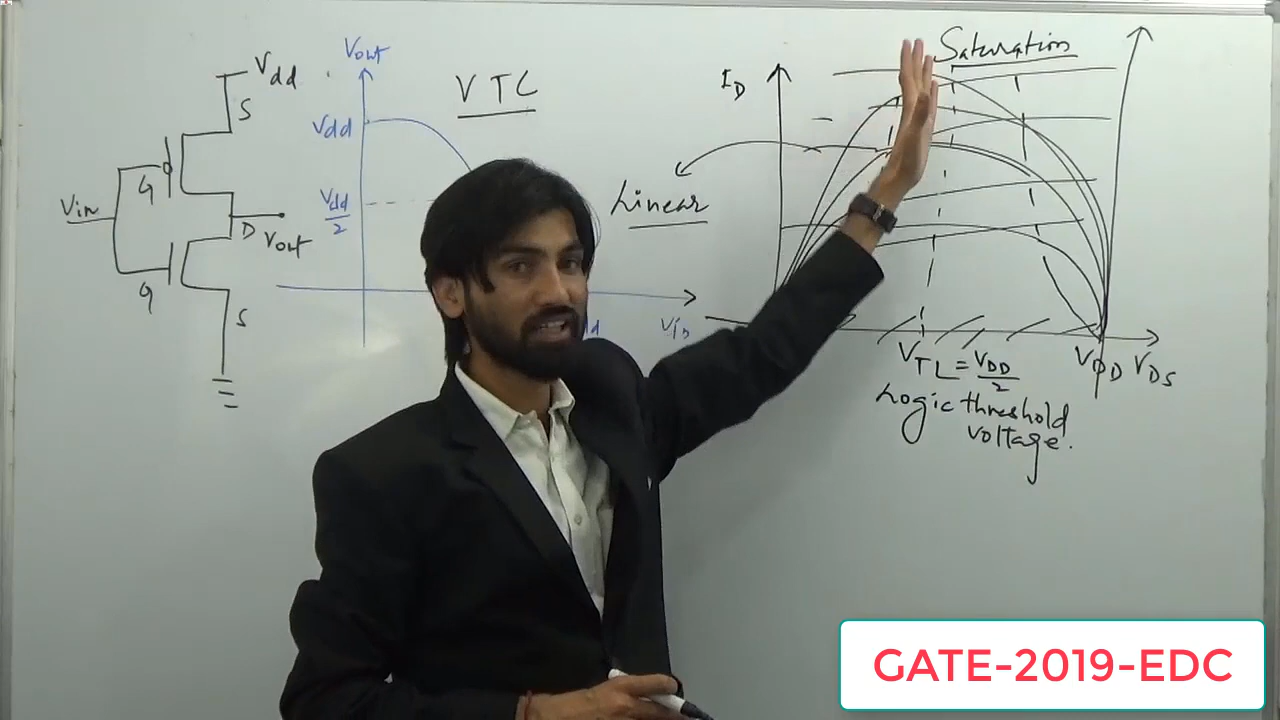 Vdd
S
G
Vin
D
Vout
G
S
Vout
VTC
Vdd
Vdd
2
Vin
Linear
Saturation
ID
VTL = VDD
2
Logic threshold
voltage.
VDD
VDS
GATE-2019-EDC